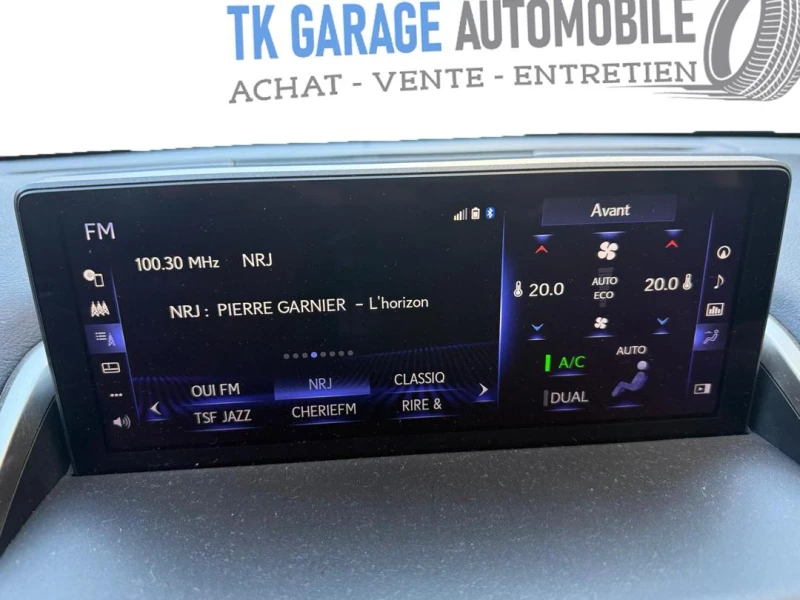 TK GARAGE AUTOMOBILE
ACHAT - VENTE - ENTRETIEN
FM
100.30 MHz NRJ
NRJ : PIERRE GARNIER - L'horizon
OUI FM NRJ CLASSIQ
TSF JAZZ CHERIEFM RIRE &
Avant
20.0 AUTO ECO 20.0
A/C AUTO
DUAL